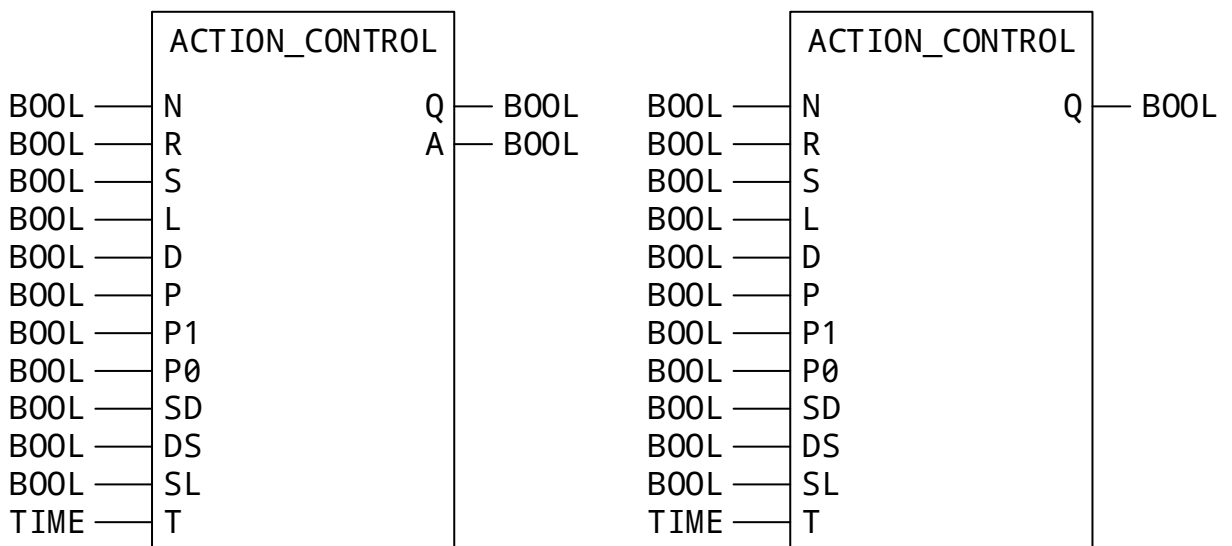 ACTION_CONTROL ACTION_CONTROL
BOOL N Q BOOL BOOL N Q BOOL
BOOL R A BOOL BOOL R
BOOL S BOOL S
BOOL L BOOL L
BOOL D BOOL D
BOOL P BOOL P
BOOL P1 BOOL P1
BOOL P0 BOOL P0
BOOL SD BOOL SD
BOOL DS BOOL DS
BOOL SL BOOL SL
TIME T TIME T